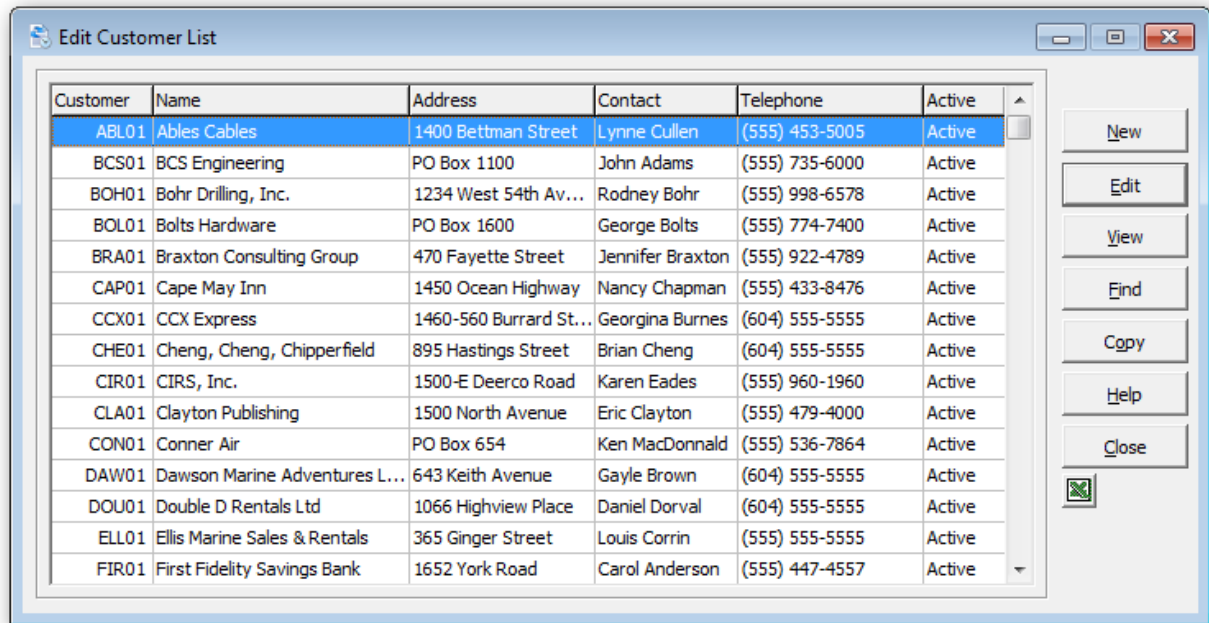 Edit Customer List
Customer Name Address Contact Telephone Active
ABL01 Ables Cables 1400 Bettman Street Lynne Cullen (555) 453-5005 Active
BCS01 BCS Engineering PO Box 1100 John Adams (555) 735-6000 Active
BOH01 Bohr Drilling, Inc. 1234 West 54th Av... Rodney Bohr (555) 998-6578 Active
BOL01 Bolts Hardware PO Box 1600 George Bolts (555) 774-7400 Active
BRA01 Braxton Consulting Group 470 Fayette Street Jennifer Braxton (555) 922-4789 Active
CAP01 Cape May Inn 1450 Ocean Highway Nancy Chapman (555) 433-8476 Active
CCX01 CCX Express 1460-560 Burrard St... Georgina Burnes (604) 555-5555 Active
CHE01 Cheng, Cheng, Chipperfield 895 Hastings Street Brian Cheng (604) 555-5555 Active
CIR01 CIRS, Inc. 1500-E Deerco Road Karen Eades (555) 960-1960 Active
CLA01 Clayton Publishing 1500 North Avenue Eric Clayton (555) 479-4000 Active
CON01 Conner Air PO Box 654 Ken MacDonnald (555) 536-7864 Active
DAW01 Dawson Marine Adventures L... 643 Keith Avenue Gayle Brown (604) 555-5555 Active
DOU01 Double D Rentals Ltd 1066 Highview Place Daniel Dorval (604) 555-5555 Active
ELL01 Ellis Marine Sales & Rentals 365 Ginger Street Louis Corrin (555) 555-5555 Active
FIR01 First Fidelity Savings Bank 1652 York Road Carol Anderson (555) 447-4557 Active
New
Edit
View
Find
Copy
Help
Close